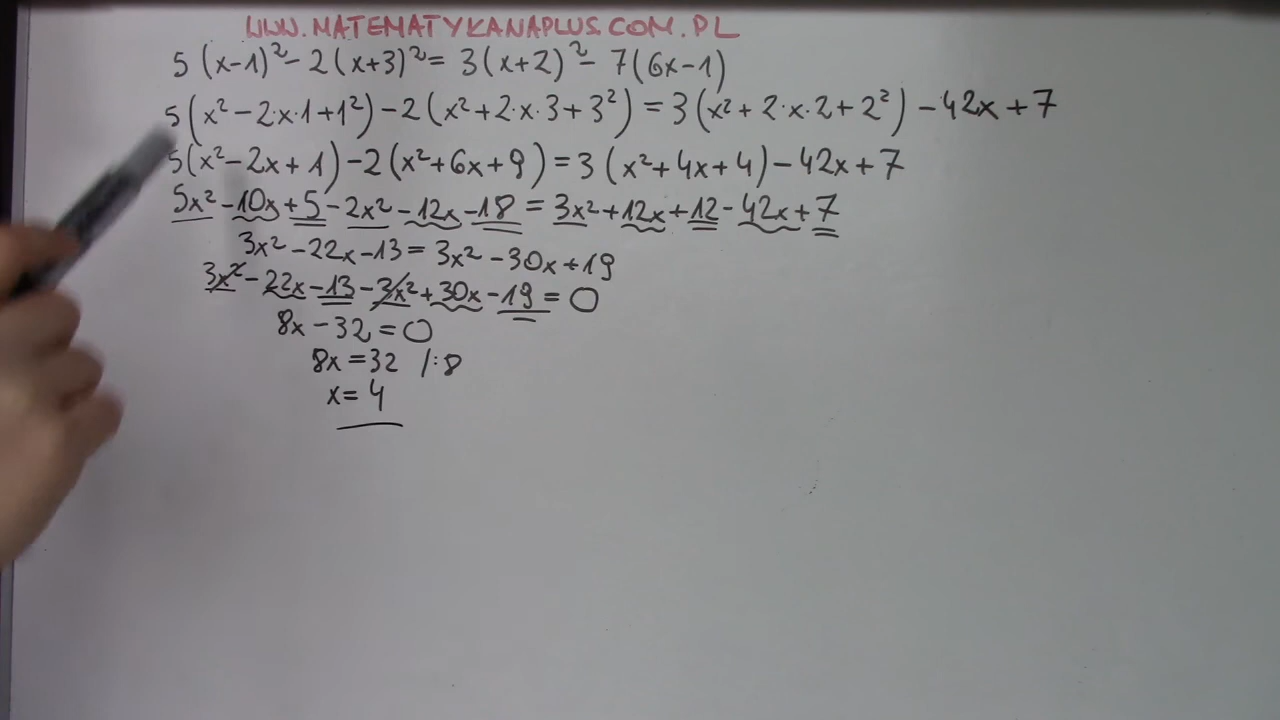 WWW.MATEMATYKANAPLUS.COM.PL
5(x-1)²-2(x+3)²=3(x+2)²-7(6x-1)
5(x²-2·x·1+1²)-2(x²+2·x·3+3²)=3(x²+2·x·2+2²)-42x+7
5(x²-2x+1)-2(x²+6x+9)=3(x²+4x+4)-42x+7
5x²-10x+5-2x²-12x-18=3x²+12x+12-42x+7
3x²-22x-13=3x²-30x+19
3x²-22x-13-3x²+30x-19=0
8x-32=0
8x=32 /:8
x=4